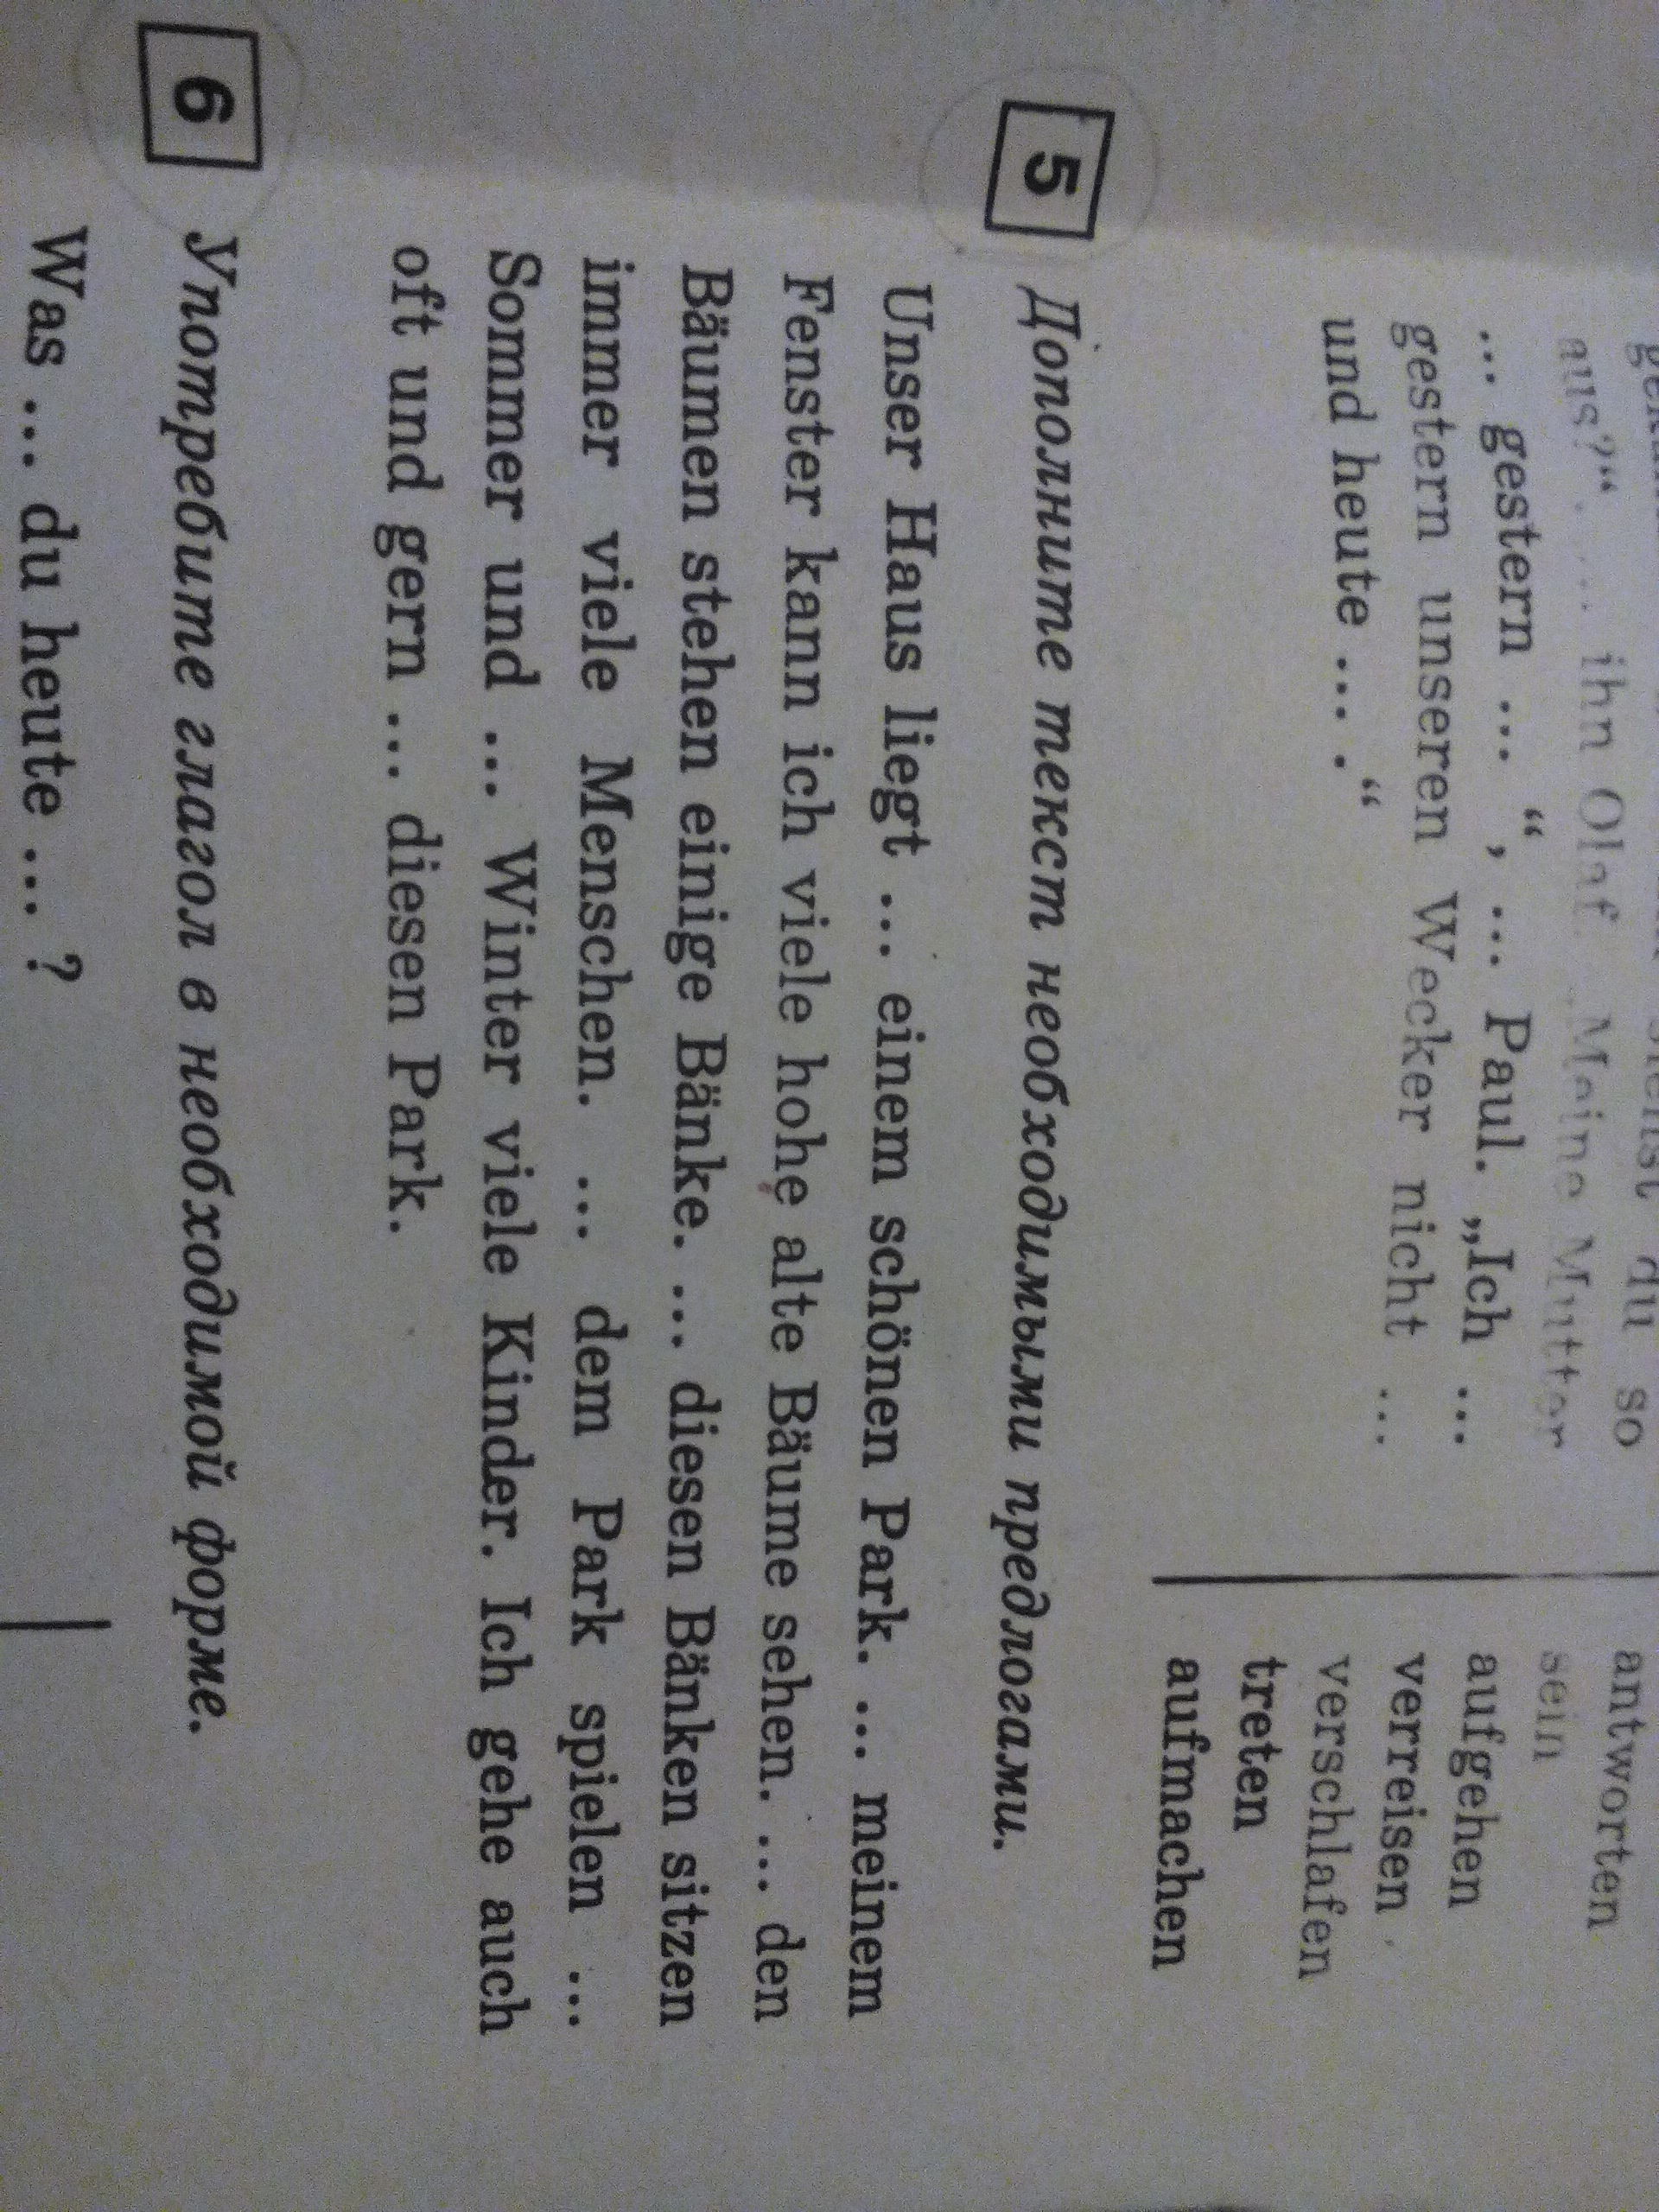 aus?“ ... ihn Olaf. „Meine Mutter
... gestern ... “, ... Paul. „Ich ...
gestern unseren Wecker nicht ...
und heute ... .“
antworten
sein
aufgehen
verreisen
verschlafen
treten
aufmachen
5 Дополните текст необходимыми предлогами.
Unser Haus liegt ... einem schönen Park. ... meinem
Fenster kann ich viele hohe alte Bäume sehen. ... den
Bäumen stehen einige Bänke. ... diesen Bänken sitzen
immer viele Menschen. ... dem Park spielen ...
Sommer und ... Winter viele Kinder. Ich gehe auch
oft und gern ... diesen Park.
6 Употребите глагол в необходимой форме.
Was ... du heute ... ?